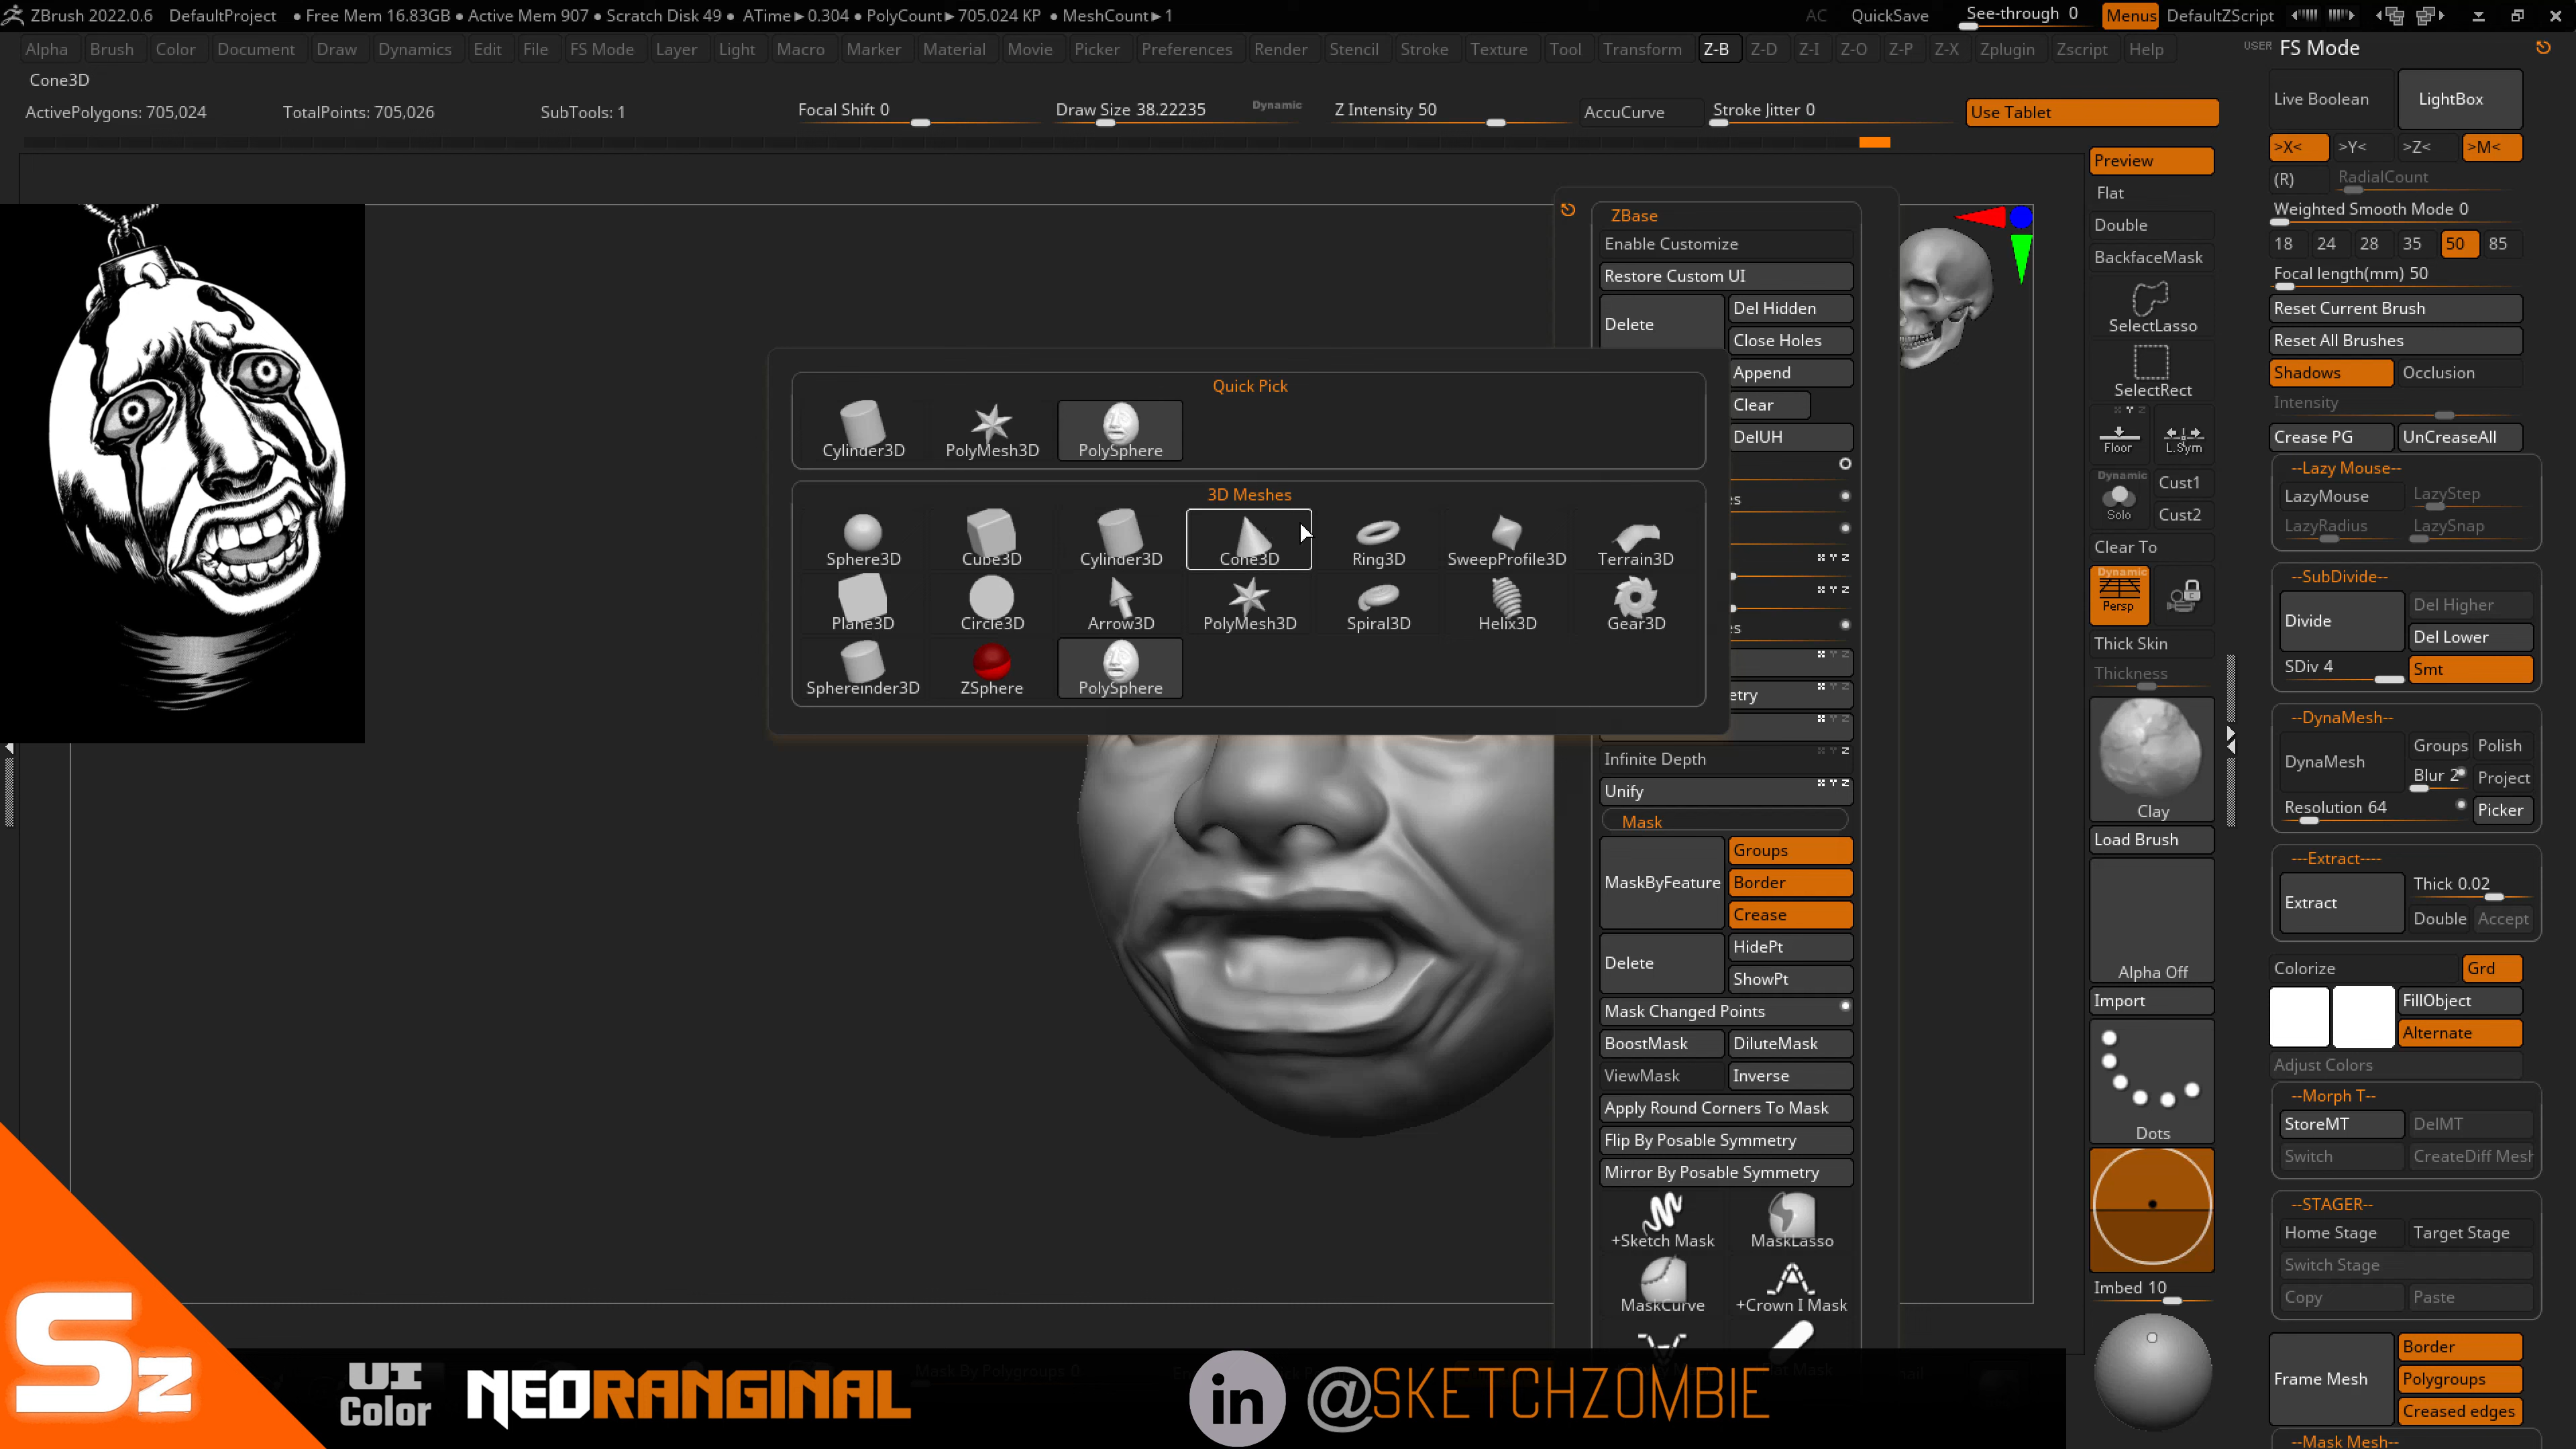 ZBrush 2022.0.6 DefaultProject • Free Mem 16.83GB • Active Mem 907 • Scratch Disk 49 • ATime►0.304 • PolyCount►705.024 KP • MeshCount►1 AC QuickSave See-through 0 Menus DefaultZScript
Alpha Brush Color Document Draw Dynamics Edit File FS Mode Layer Light Macro Marker Material Movie Picker Preferences Render Stencil Stroke Texture Tool Transform Z-B Z-D Z-I Z-O Z-P Z-X Zplugin Zscript Help
USER FS Mode
Cone3D
ActivePolygons: 705,024 TotalPoints: 705,026 SubTools: 1
Focal Shift 0 Draw Size 38.22235 Dynamic Z Intensity 50 AccuCurve Stroke Jitter 0 Use Tablet
Quick Pick
Cylinder3D PolyMesh3D PolySphere
3D Meshes
Sphere3D Cube3D Cylinder3D Cone3D Ring3D SweepProfile3D Terrain3D
Plane3D Circle3D Arrow3D PolyMesh3D Spiral3D Helix3D Gear3D
Sphereinder3D ZSphere PolySphere
ZBase
Enable Customize
Restore Custom UI
Delete Del Hidden
Close Holes
Append
Clear
DelUH
Infinite Depth
Unify
Mask
MaskByFeature Groups
Border
Crease
Delete HidePt
ShowPt
Mask Changed Points
BoostMask DiluteMask
ViewMask Inverse
Apply Round Corners To Mask
Flip By Posable Symmetry
Mirror By Posable Symmetry
+Sketch Mask MaskLasso
MaskCurve +Crown I Mask
Preview
Flat
Double
BackfaceMask
SelectLasso
SelectRect
Floor L.Sym
Dynamic
Solo Cust1
Cust2
Clear To
Dynamic
Persp
Thick Skin
Thickness
Clay
Load Brush
Alpha Off
Import
Dots
Imbed 10
Live Boolean LightBox
>X< >Y< >Z< >M<
(R) RadialCount
Weighted Smooth Mode 0
18 24 28 35 50 85
Focal length(mm) 50
Reset Current Brush
Reset All Brushes
Shadows Occlusion
Intensity
Crease PG UnCreaseAll
--Lazy Mouse--
LazyMouse LazyStep
LazyRadius LazySnap
--SubDivide--
Divide Del Higher
Del Lower
SDiv 4 Smt
--DynaMesh--
DynaMesh Groups Polish
Blur 2 Project
Resolution 64 Picker
---Extract----
Extract Thick 0.02
Double Accept
Colorize Grd
FillObject
Alternate
Adjust Colors
--Morph T--
StoreMT DelMT
Switch CreateDiff Mesh
--STAGER--
Home Stage Target Stage
Switch Stage
Copy Paste
Frame Mesh Border
Polygroups
Creased edges
--Mask Mesh--
Mask By Polygroups 0
Sz
UI Color NEORANGINAL
in @SKETCHZOMBIE